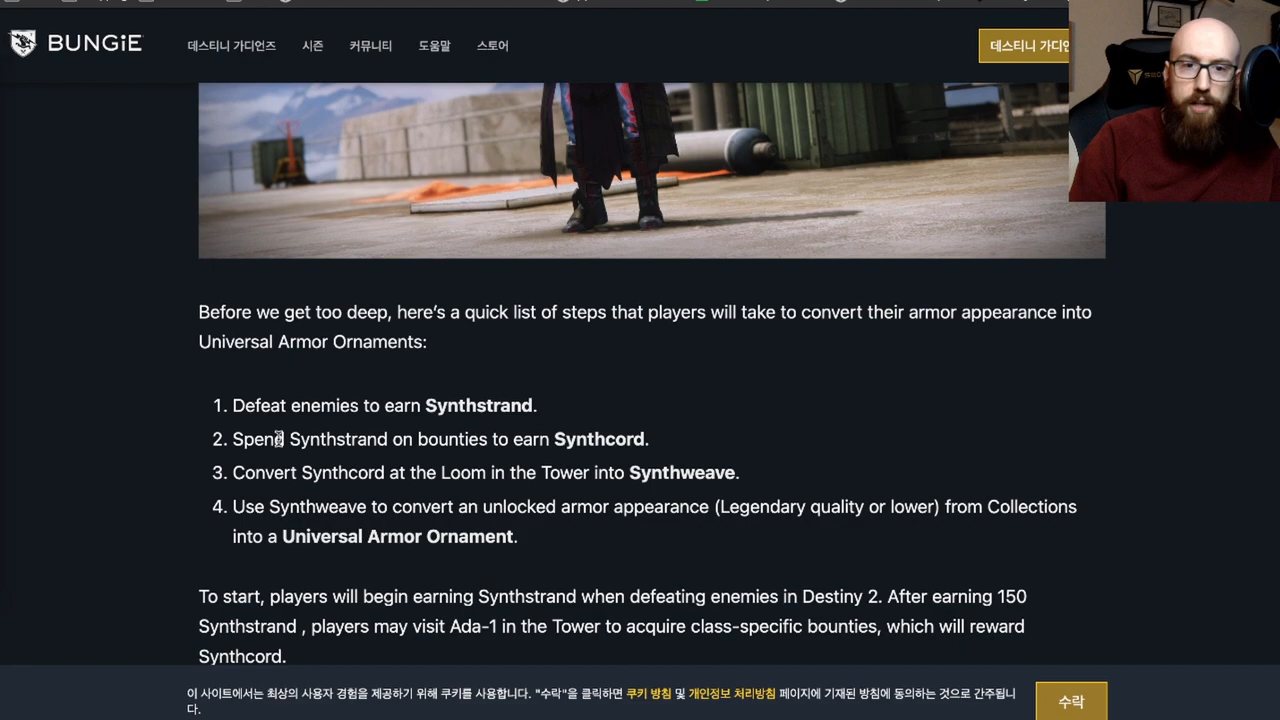 BUNGiE 데스티니 가디언즈 시즌 커뮤니티 도움말 스토어
Before we get too deep, here’s a quick list of steps that players will take to convert their armor appearance into
Universal Armor Ornaments:
1. Defeat enemies to earn Synthstrand.
2. Spend Synthstrand on bounties to earn Synthcord.
3. Convert Synthcord at the Loom in the Tower into Synthweave.
4. Use Synthweave to convert an unlocked armor appearance (Legendary quality or lower) from Collections
into a Universal Armor Ornament.
To start, players will begin earning Synthstrand when defeating enemies in Destiny 2. After earning 150
Synthstrand , players may visit Ada-1 in the Tower to acquire class-specific bounties, which will reward
Synthcord.
이 사이트에서는 최상의 사용자 경험을 제공하기 위해 쿠키를 사용합니다. "수락"을 클릭하면 쿠키 방침 및 개인정보 처리방침 페이지에 기재된 방침에 동의하는 것으로 간주됩니
다.
수락